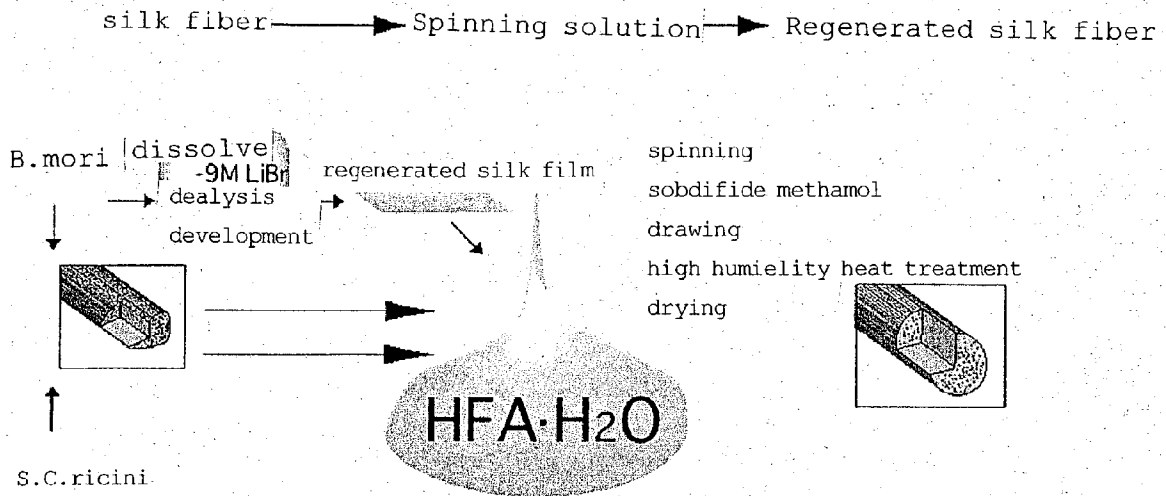 silk fiber Spinning solution Regenerated silk fiber
B.mori dissolve
-9M LiBr
regenerated silk film
dealysis
development
spinning
sobdifide methamol
drawing
high humielity heat treatment
drying
HFA·H2O
S.C.ricini